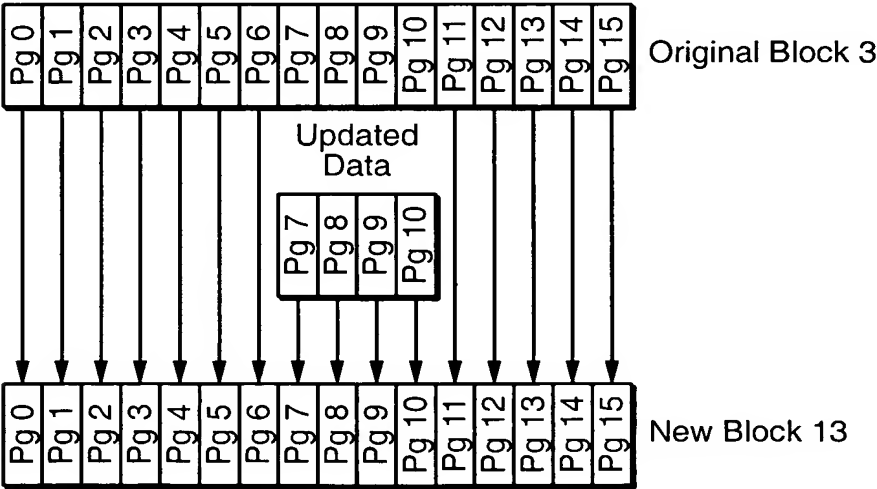 Pg 0 Pg 1 Pg 2 Pg 3 Pg 4 Pg 5 Pg 6 Pg 7 Pg 8 Pg 9 Pg 10 Pg 11 Pg 12 Pg 13 Pg 14 Pg 15 Original Block 3
Updated
Data
Pg 7 Pg 8 Pg 9 Pg 10
Pg 0 Pg 1 Pg 2 Pg 3 Pg 4 Pg 5 Pg 6 Pg 7 Pg 8 Pg 9 Pg 10 Pg 11 Pg 12 Pg 13 Pg 14 Pg 15 New Block 13